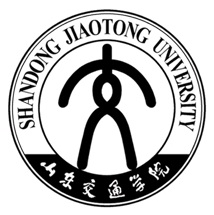 SHANDONG JIAOTONG UNIVERSITY
山东交通学院